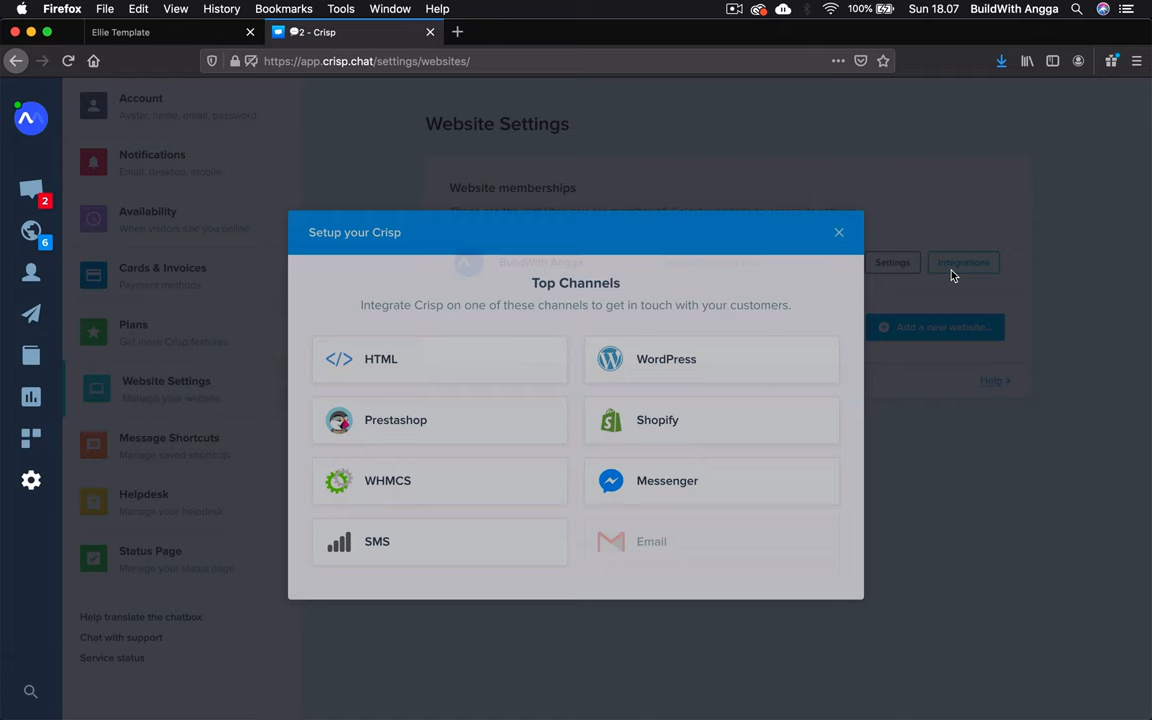 Firefox File Edit View History Bookmarks Tools Window Help 100% Sun 18.07 BuildWith Angga
Ellie Template
2 - Crisp
https://app.crisp.chat/settings/websites/
2
6
Account
Avatar, name, email, password
Notifications
Email, desktop, mobile
Availability
When visitors see you online
Cards & Invoices
Payment methods
Plans
Get more Crisp features
Website Settings
Manage your website
Message Shortcuts
Manage saved shortcuts
Helpdesk
Manage your helpdesk
Status Page
Manage your status page
Help translate the chatbox
Chat with support
Service status
Website Settings
Website memberships
BuildWith Angga
Settings
Integrations
Add a new website...
Help
Setup your Crisp
Top Channels
Integrate Crisp on one of these channels to get in touch with your customers.
HTML
WordPress
Prestashop
Shopify
WHMCS
Messenger
SMS
Email